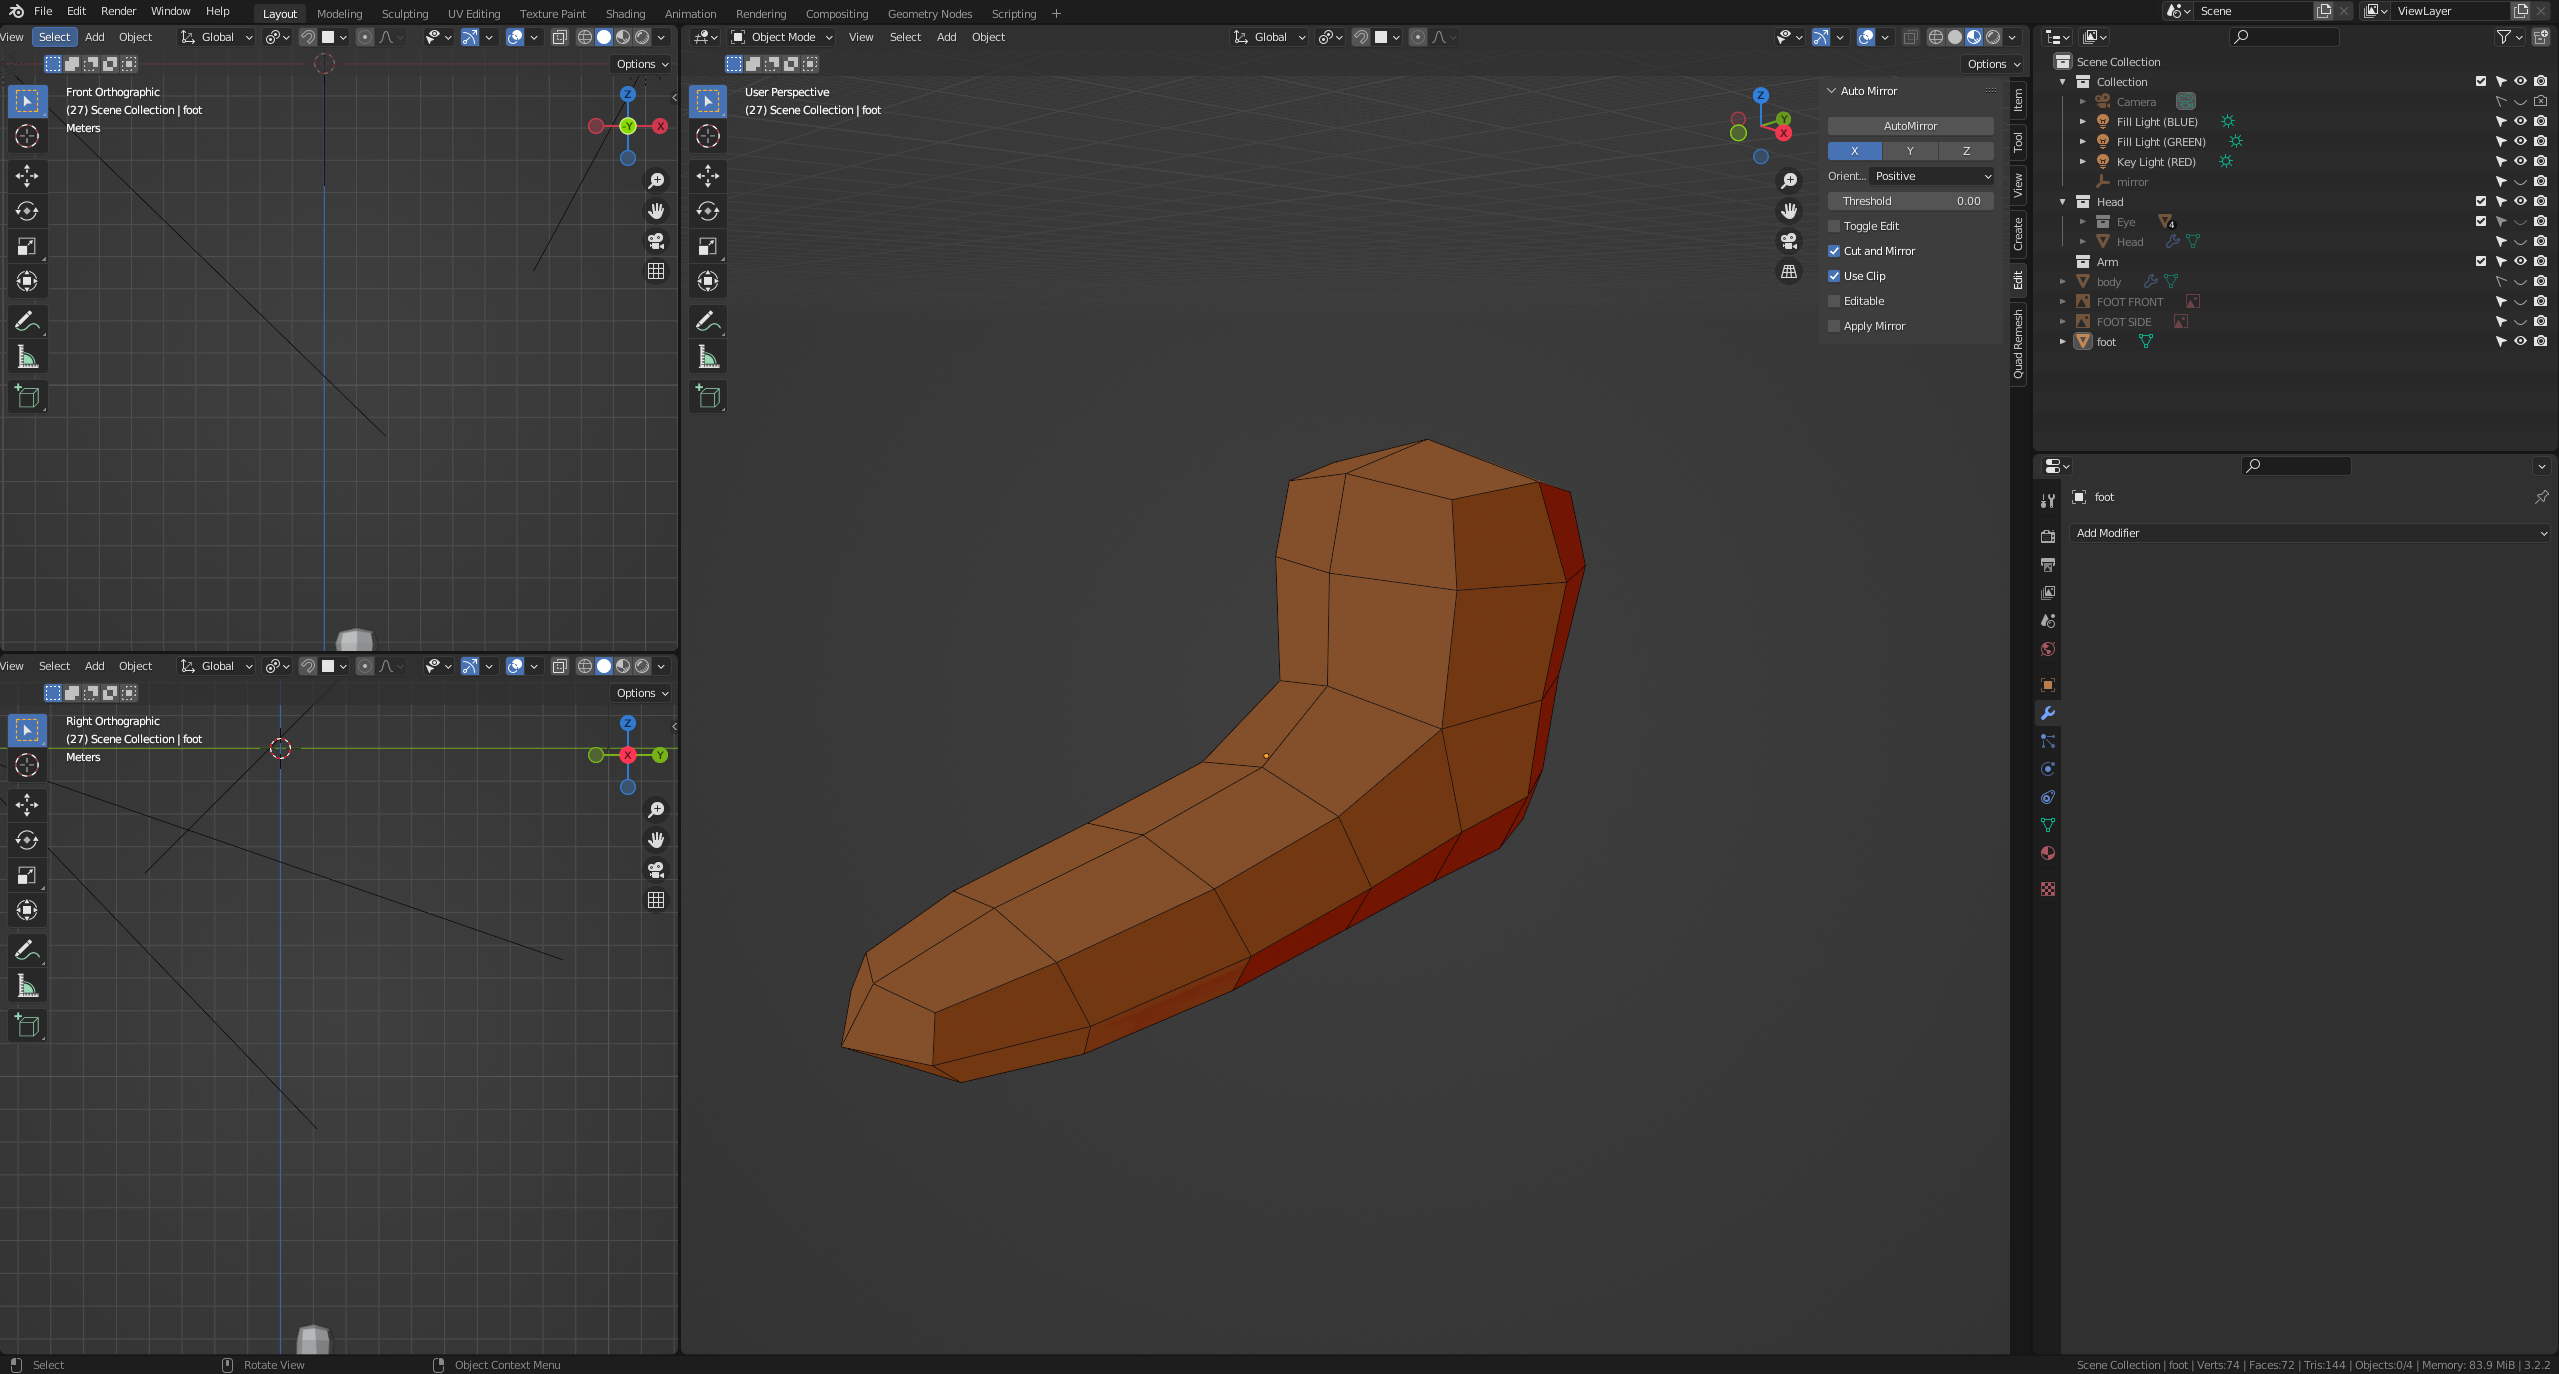 File Edit Render Window Help Layout Modeling Sculpting UV Editing Texture Paint Shading Animation Rendering Compositing Geometry Nodes Scripting + Scene ViewLayer
View Select Add Object Global
Options
Front Orthographic
(27) Scene Collection | foot
Meters
Z
-Y
X
Object Mode View Select Add Object Global
Options
User Perspective
(27) Scene Collection | foot
Z
Y
X
Auto Mirror
AutoMirror
X Y Z
Orient... Positive
Threshold 0.00
Toggle Edit
Cut and Mirror
Use Clip
Editable
Apply Mirror
Item
Tool
View
Create
Edit
Quad Remesh
Scene Collection
Collection
Camera
Fill Light (BLUE)
Fill Light (GREEN)
Key Light (RED)
mirror
Head
Eye 4
Head
Arm
body
FOOT FRONT
FOOT SIDE
foot
foot
Add Modifier
View Select Add Object Global
Options
Right Orthographic
(27) Scene Collection | foot
Meters
Z
X
Y
Select Rotate View Object Context Menu
Scene Collection | foot | Verts:74 | Faces:72 | Tris:144 | Objects:0/4 | Memory: 83.9 MiB | 3.2.2